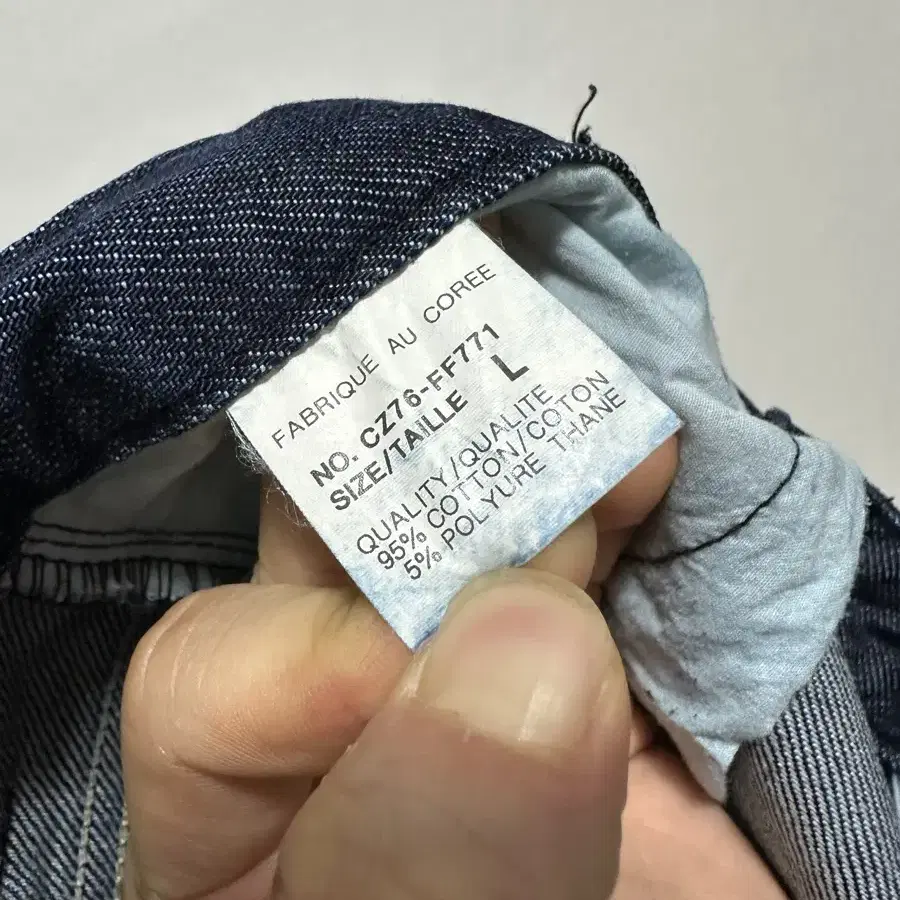 FABRIQUE AU COREE
NO. CZ76-FF771
SIZE/TAILLE L
QUALITY/QUALITE
95% COTTON/COTON
5% POLYURE THANE